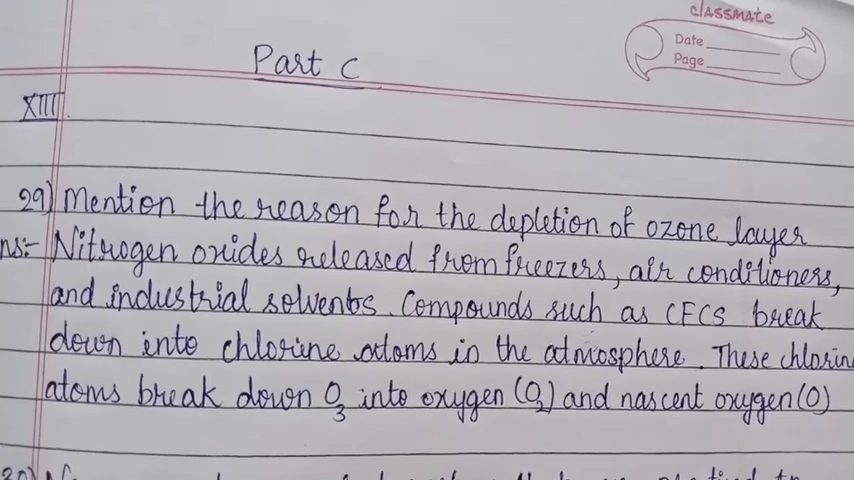 classmate
Date
Page
Part C
XIII
29) Mention the reason for the depletion of ozone layer
ns:- Nitrogen oxides released from freezers, air conditioners,
and industrial solvents. Compounds such as CFCS break
down into chlorine atoms in the atmosphere. These chlorin
atoms break down O3 into oxygen (O2) and nascent oxygen (O)